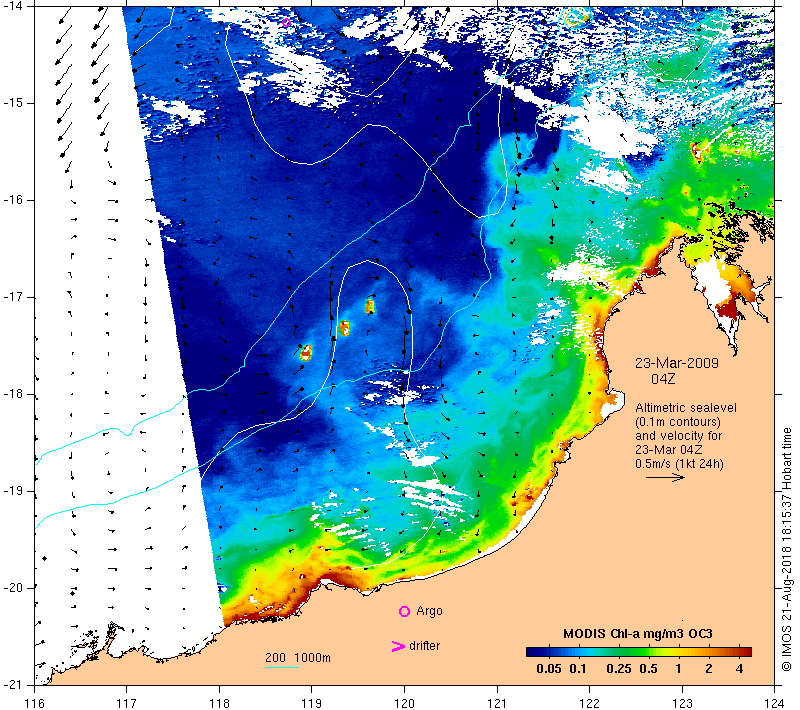 -14
-15
-16
-17
-18
-19
-20
-21
116 117 118 119 120 121 122 123 124
23-Mar-2009
04Z
Altimetric sealevel
(0.1m contours)
and velocity for
23-Mar 04Z
0.5m/s (1kt 24h)
Argo
drifter
200 1000m
MODIS Chl-a mg/m3 OC3
0.05 0.1 0.25 0.5 1 2 4
© IMOS 21-Aug-2018 18:15:37 Hobart time